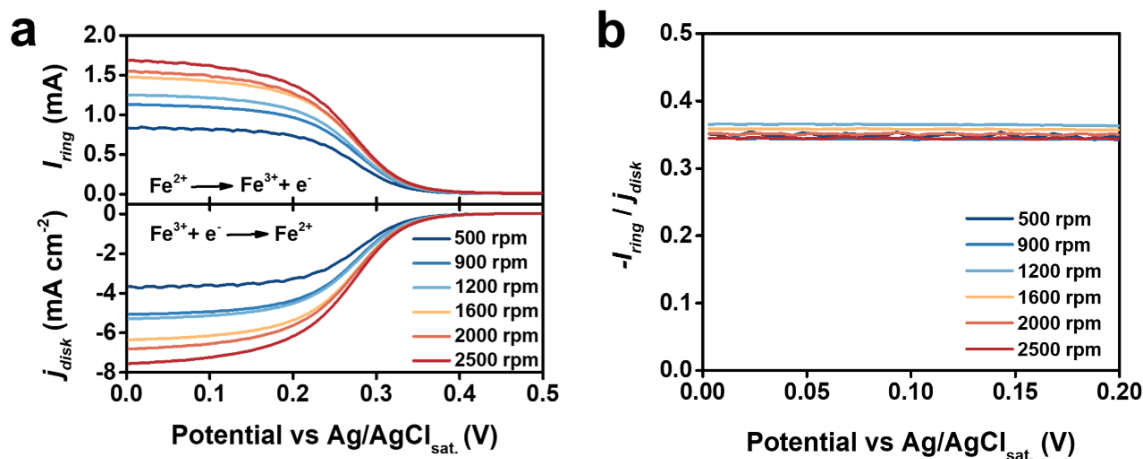 a
2.0
1.5
1.0
0.5
0.0
I_ring (mA)
Fe²⁺ ⟶ Fe³⁺+ e⁻
0
-2
-4
-6
-8
j_disk (mA cm⁻²)
Fe³⁺+ e⁻ ⟶ Fe²⁺
500 rpm
900 rpm
1200 rpm
1600 rpm
2000 rpm
2500 rpm
0.0 0.1 0.2 0.3 0.4 0.5
Potential vs Ag/AgCl_sat. (V)
b
0.5
0.4
0.3
0.2
0.1
0.0
-I_ring / j_disk
500 rpm
900 rpm
1200 rpm
1600 rpm
2000 rpm
2500 rpm
0.00 0.05 0.10 0.15 0.20
Potential vs Ag/AgCl_sat. (V)